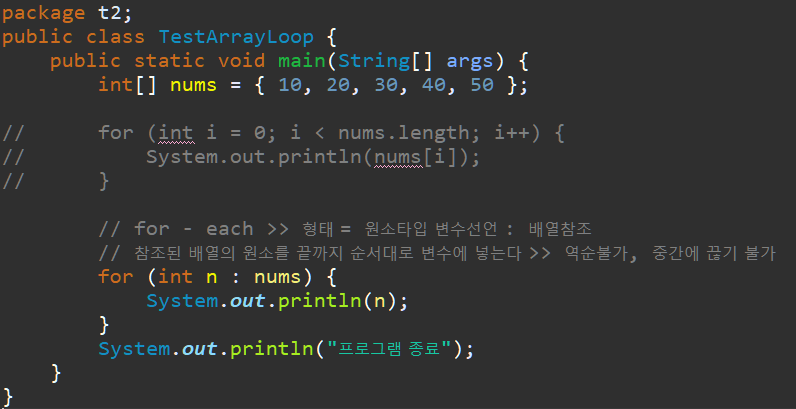 package t2;
public class TestArrayLoop {
    public static void main(String[] args) {
        int[] nums = { 10, 20, 30, 40, 50 };
//      for (int i = 0; i < nums.length; i++) {
//          System.out.println(nums[i]);
//      }
        // for - each >> 형태 = 원소타입 변수선언 : 배열참조
        // 참조된 배열의 원소를 끝까지 순서대로 변수에 넣는다 >> 역순불가, 중간에 끊기 불가
        for (int n : nums) {
            System.out.println(n);
        }
        System.out.println("프로그램 종료");
    }
}